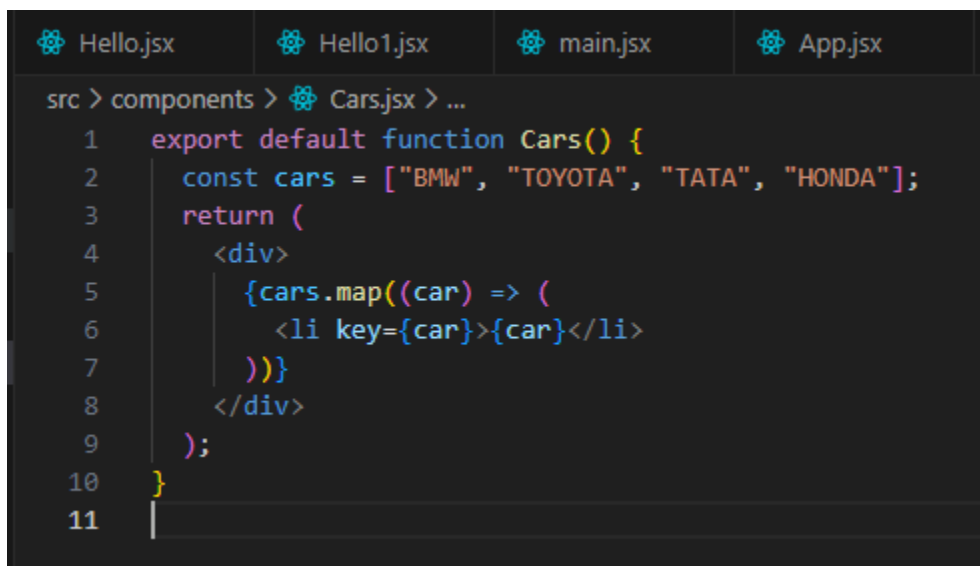 Hello.jsx Hello1.jsx main.jsx App.jsx
src > components > Cars.jsx > ...
1 export default function Cars() {
2 const cars = ["BMW", "TOYOTA", "TATA", "HONDA"];
3 return (
4 <div>
5 {cars.map((car) => (
6 <li key={car}>{car}</li>
7 ))}
8 </div>
9 );
10 }
11